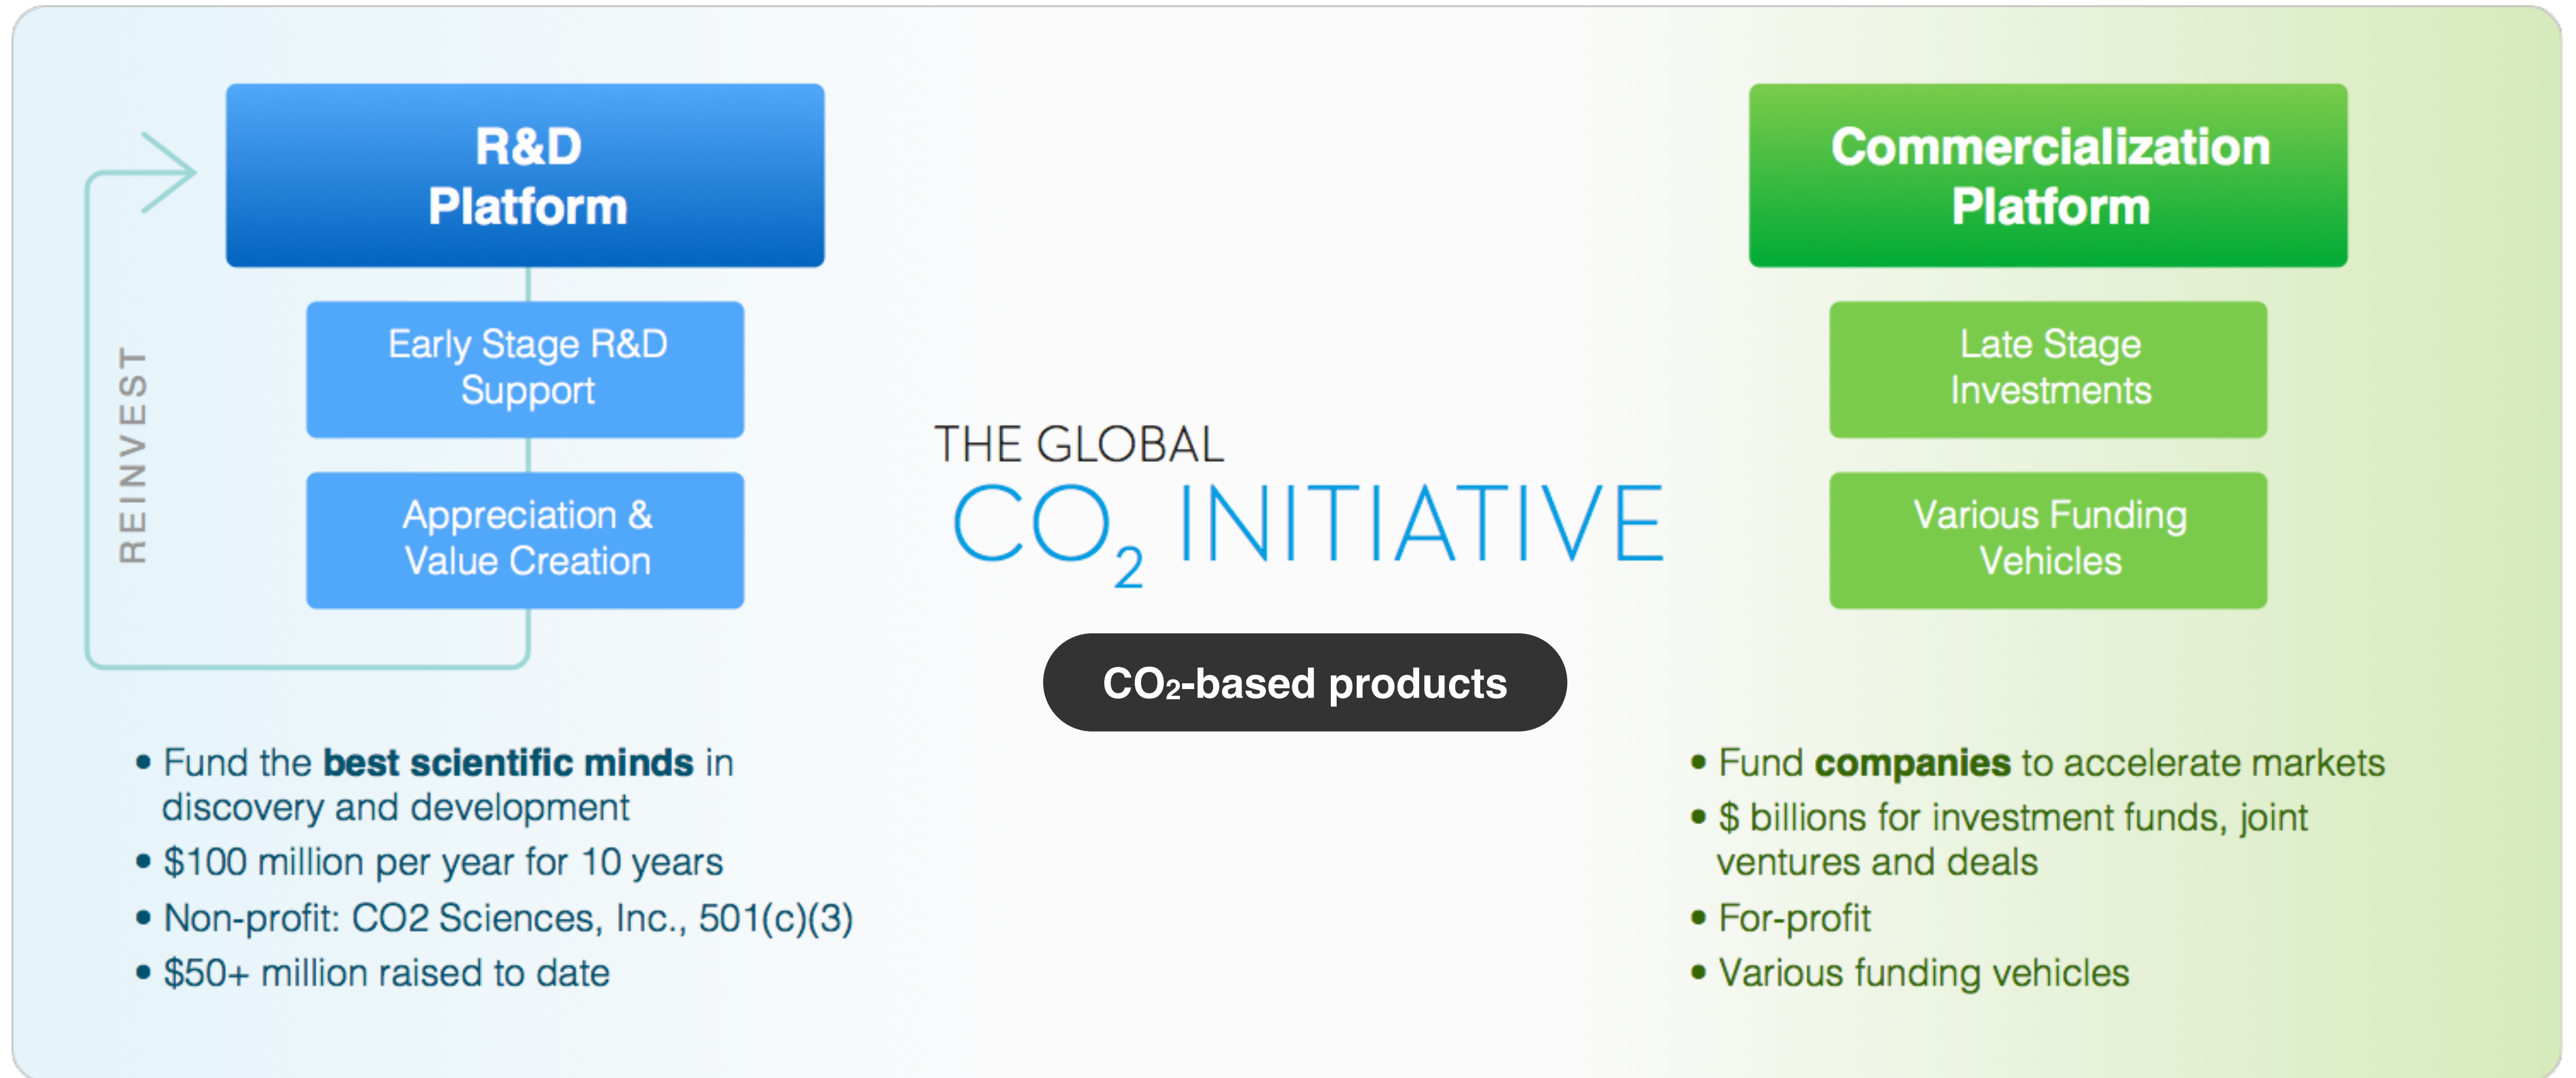 R&D
Platform
Early Stage R&D
Support
Appreciation &
Value Creation
REINVEST
• Fund the best scientific minds in
discovery and development
• $100 million per year for 10 years
• Non-profit: CO2 Sciences, Inc., 501(c)(3)
• $50+ million raised to date
THE GLOBAL
CO₂ INITIATIVE
CO₂-based products
Commercialization
Platform
Late Stage
Investments
Various Funding
Vehicles
• Fund companies to accelerate markets
• $ billions for investment funds, joint
ventures and deals
• For-profit
• Various funding vehicles